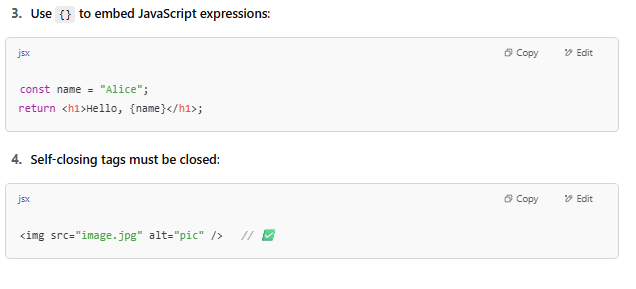 3. Use {} to embed JavaScript expressions:
jsx Copy Edit
const name = "Alice";
return <h1>Hello, {name}</h1>;
4. Self-closing tags must be closed:
jsx Copy Edit
<img src="image.jpg" alt="pic" /> // ✅